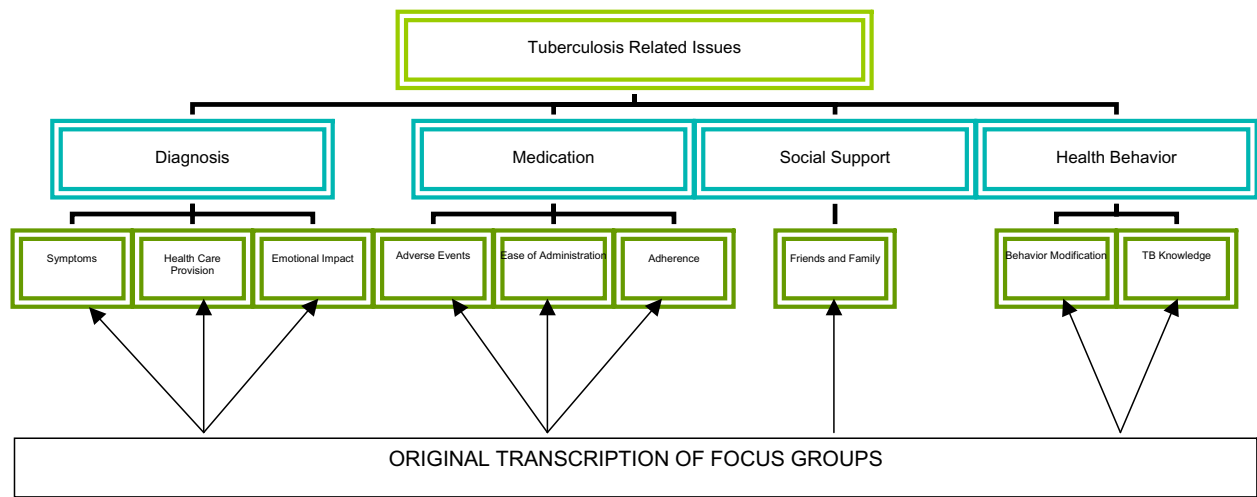 Tuberculosis Related Issues
Diagnosis
Medication
Social Support
Health Behavior
Symptoms
Health Care
Provision
Emotional Impact
Adverse Events
Ease of Administration
Adherence
Friends and Family
Behavior Modification
TB Knowledge
ORIGINAL TRANSCRIPTION OF FOCUS GROUPS